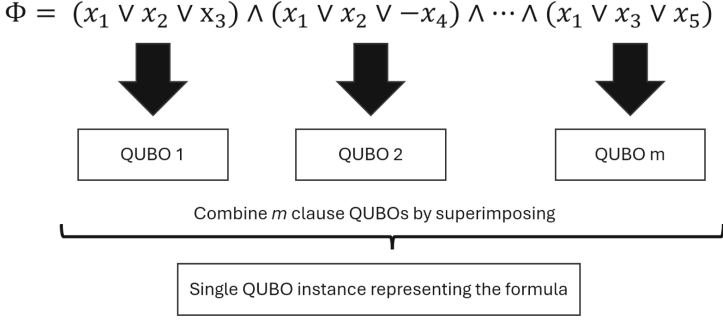 Φ = (x₁ ∨ x₂ ∨ x₃) ∧ (x₁ ∨ x₂ ∨ −x₄) ∧ ⋯ ∧ (x₁ ∨ x₃ ∨ x₅)
QUBO 1 QUBO 2 QUBO m
Combine m clause QUBOs by superimposing
Single QUBO instance representing the formula